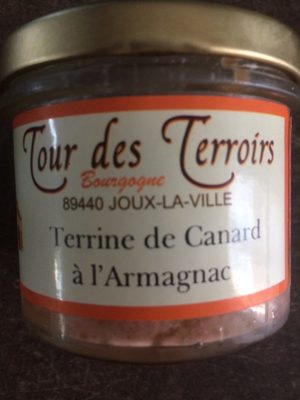 Tour des Terroirs
Bourgogne
89440 JOUX-LA-VILLE
Terrine de Canard
à l'Armagnac